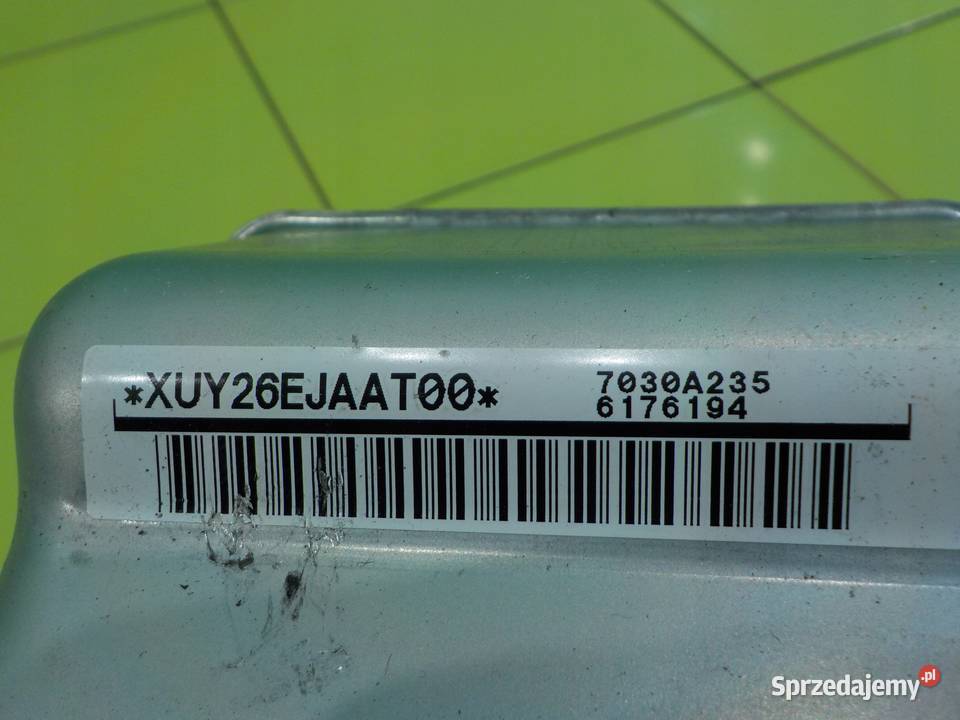 *XUY26EJAAT00*
7030A235
6176194
Sprzedajemy.pl